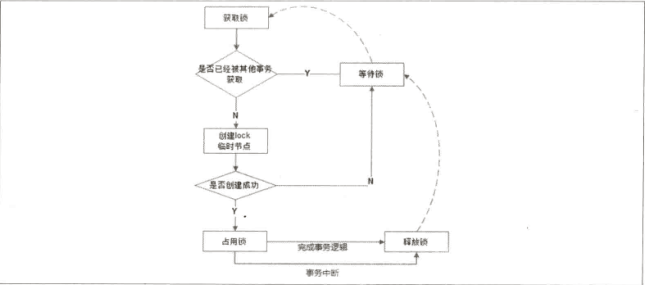 获取锁
是否已经被其他事务
获取
Y
等待锁
N
创建lock
临时节点
是否创建成功
N
Y
占用锁
完成事务逻辑
释放锁
事务中断